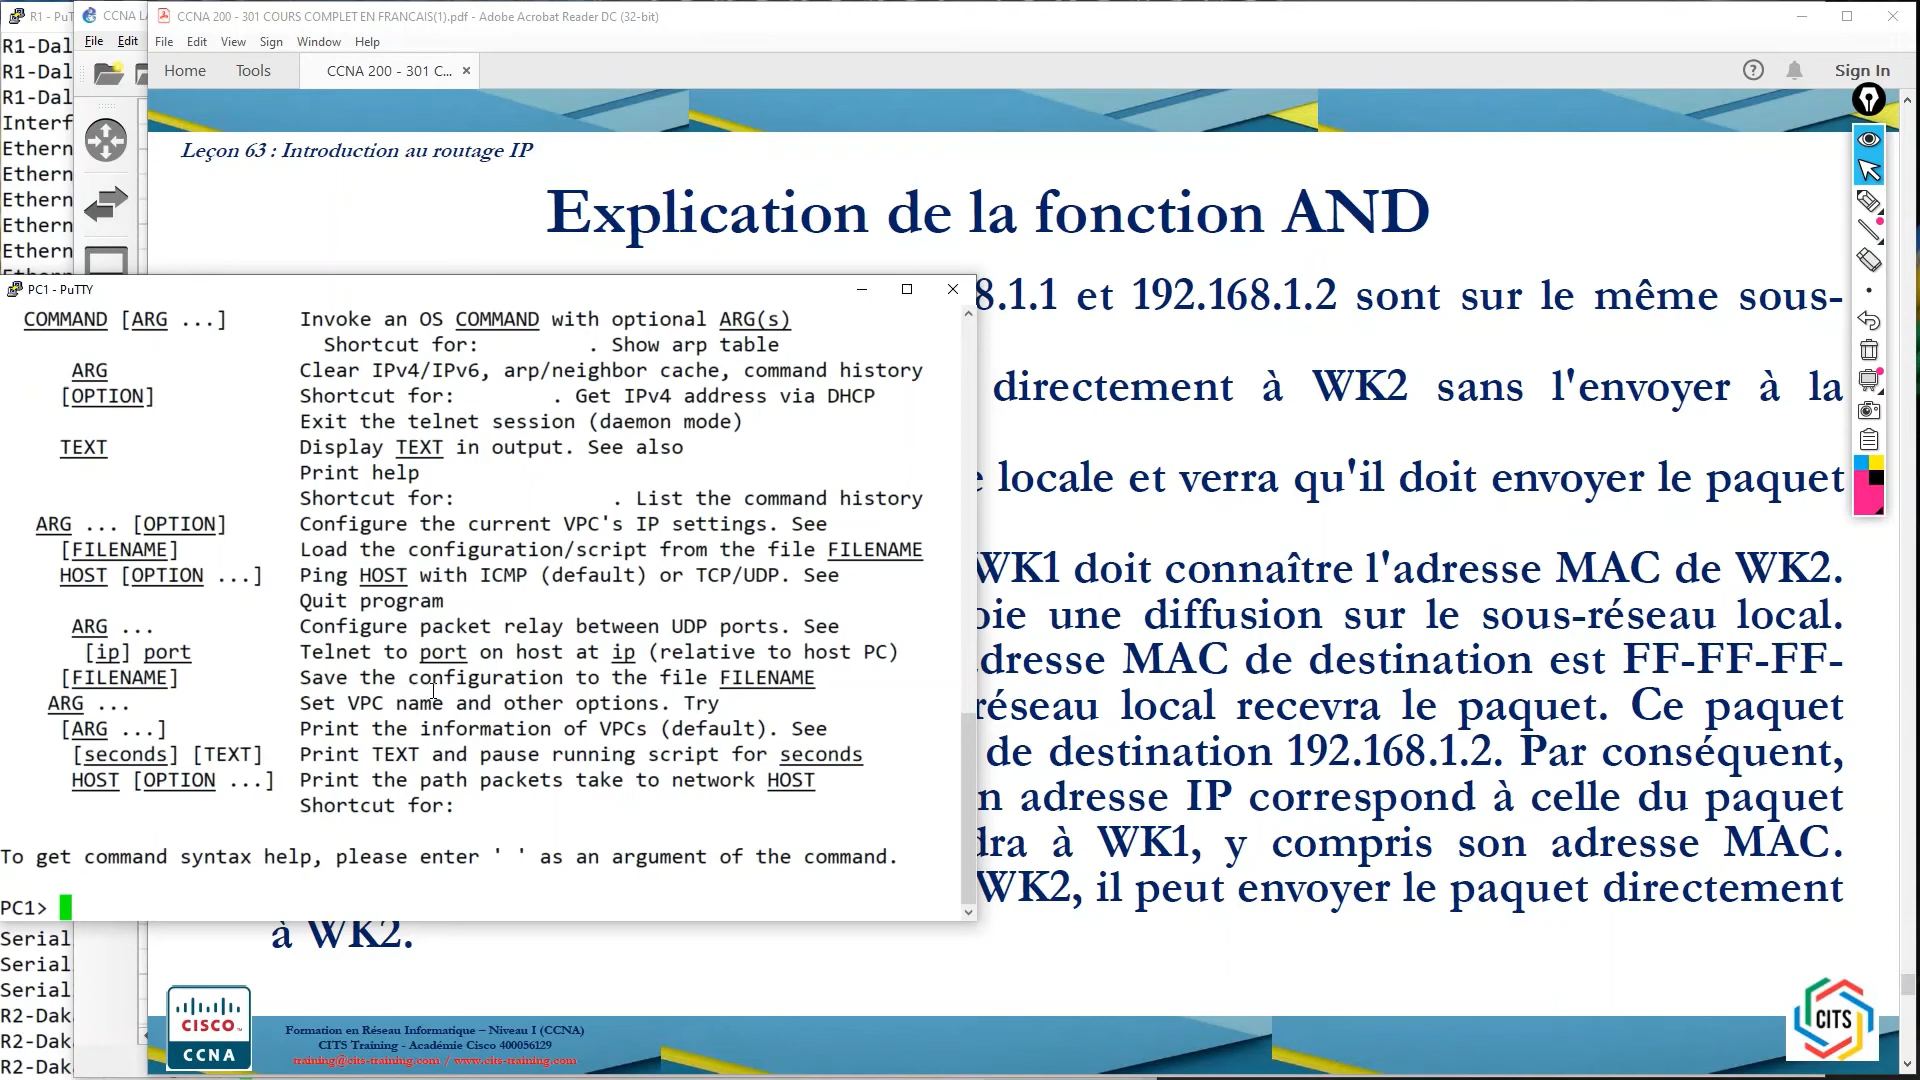 R1 - PuT
CCNA LA
CCNA 200 - 301 COURS COMPLET EN FRANCAIS(1).pdf - Adobe Acrobat Reader DC (32-bit)
File Edit
File Edit View Sign Window Help
Home Tools CCNA 200 - 301 C... ×
Sign In
R1-Dal
R1-Dal
R1-Dal
Interf
Ethern
Ethern
Ethern
Ethern
Ethern
Leçon 63 : Introduction au routage IP
Explication de la fonction AND
8.1.1 et 192.168.1.2 sont sur le même sous-
directement à WK2 sans l'envoyer à la
locale et verra qu'il doit envoyer le paquet
WK1 doit connaître l'adresse MAC de WK2.
oie une diffusion sur le sous-réseau local.
dresse MAC de destination est FF-FF-FF-
réseau local recevra le paquet. Ce paquet
de destination 192.168.1.2. Par conséquent,
n adresse IP correspond à celle du paquet
dra à WK1, y compris son adresse MAC.
WK2, il peut envoyer le paquet directement
à WK2.
PC1 - PuTTY
COMMAND [ARG ...] Invoke an OS COMMAND with optional ARG(s)
Shortcut for: . Show arp table
ARG Clear IPv4/IPv6, arp/neighbor cache, command history
[OPTION] Shortcut for: . Get IPv4 address via DHCP
Exit the telnet session (daemon mode)
TEXT Display TEXT in output. See also
Print help
Shortcut for: . List the command history
ARG ... [OPTION] Configure the current VPC's IP settings. See
[FILENAME] Load the configuration/script from the file FILENAME
HOST [OPTION ...] Ping HOST with ICMP (default) or TCP/UDP. See
Quit program
ARG ... Configure packet relay between UDP ports. See
[ip] port Telnet to port on host at ip (relative to host PC)
[FILENAME] Save the configuration to the file FILENAME
ARG ... Set VPC name and other options. Try
[ARG ...] Print the information of VPCs (default). See
[seconds] [TEXT] Print TEXT and pause running script for seconds
HOST [OPTION ...] Print the path packets take to network HOST
Shortcut for:
To get command syntax help, please enter ' ' as an argument of the command.
PC1>
Serial
Serial
Serial
R2-Dak
R2-Dak
R2-Dak
CISCO
CCNA
Formation en Réseau Informatique – Niveau I (CCNA)
CITS Training - Académie Cisco 400056129
training@cits-training.com / www.cits-training.com
CITS